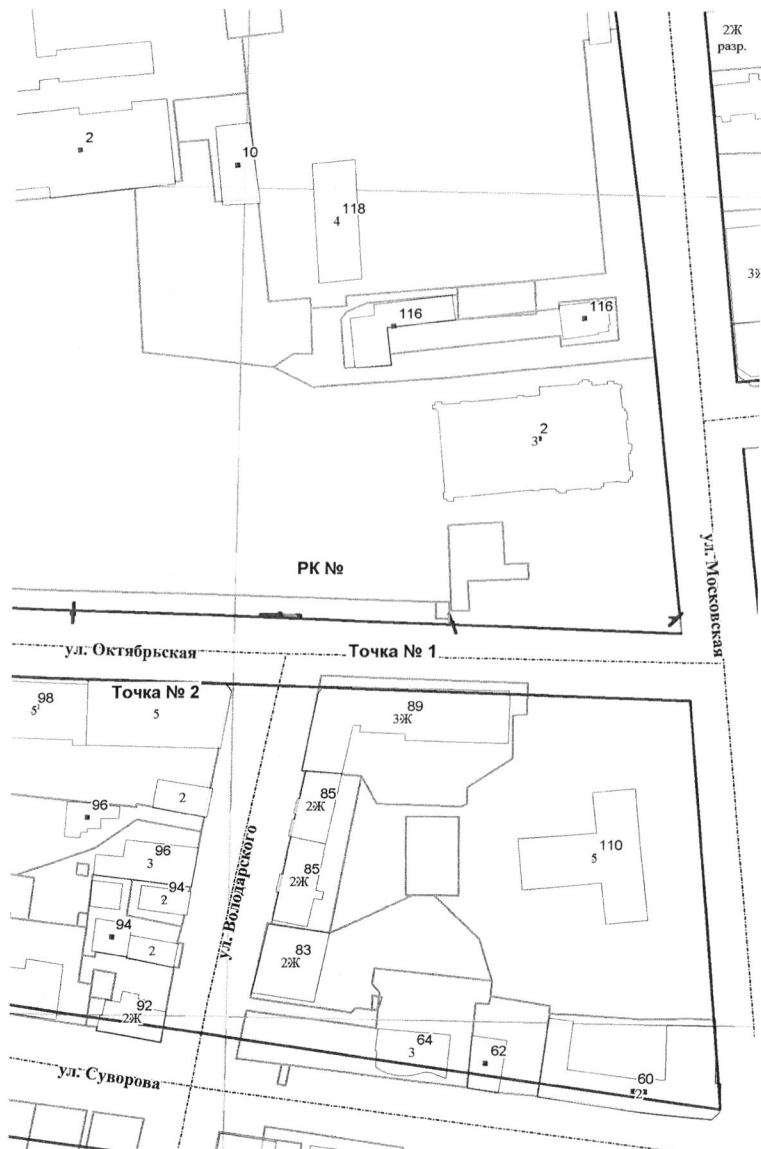 2Ж
разр.
2
10
118
4
116
116
3Ж
2
3
РК №
ул. Московская
ул. Октябрьская
Точка № 1
98
5
Точка № 2
5
89
3Ж
2
85
2Ж
96
96
3
85
2Ж
110
5
94
2
94
2
83
2Ж
ул. Володарского
92
2Ж
64
3
62
60
2
ул. Суворова